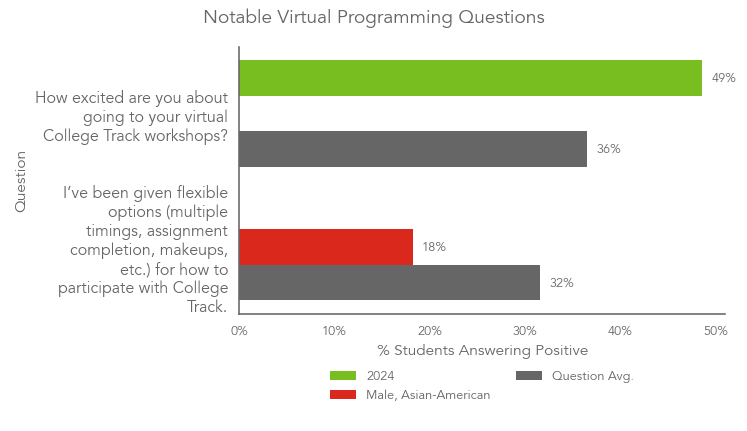 Notable Virtual Programming Questions
Question
How excited are you about
going to your virtual
College Track workshops?
49%
36%
I’ve been given flexible
options (multiple
timings, assignment
completion, makeups,
etc.) for how to
participate with College
Track.
18%
32%
0% 10% 20% 30% 40% 50%
% Students Answering Positive
2024 Question Avg.
Male, Asian-American